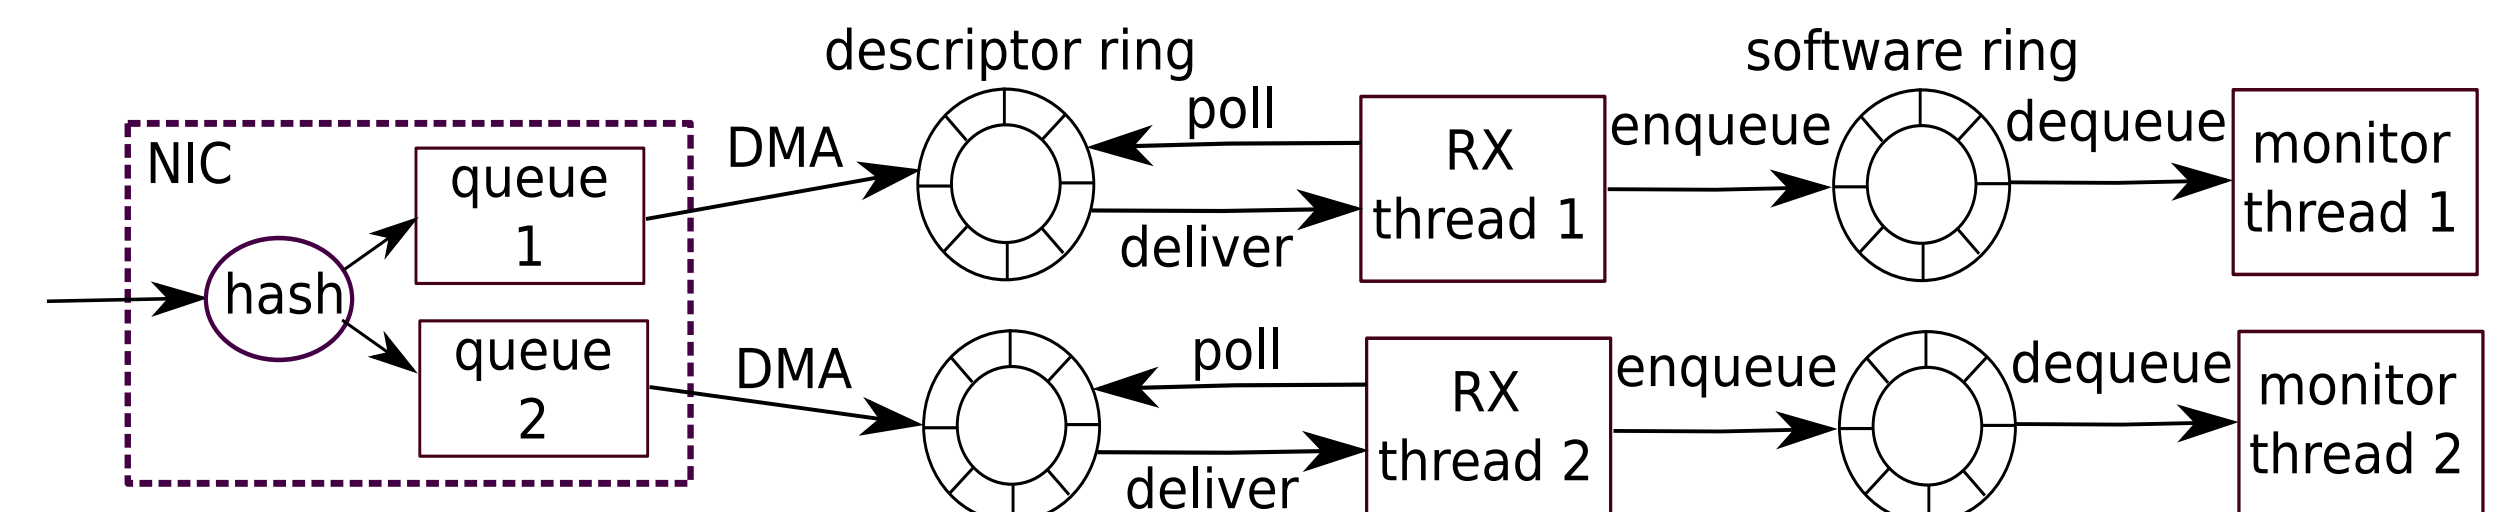 descriptor ring
software ring
NIC
hash
queue
1
queue
2
DMA
DMA
poll
deliver
poll
deliver
RX
thread 1
RX
thread 2
enqueue
dequeue
enqueue
dequeue
monitor
thread 1
monitor
thread 2